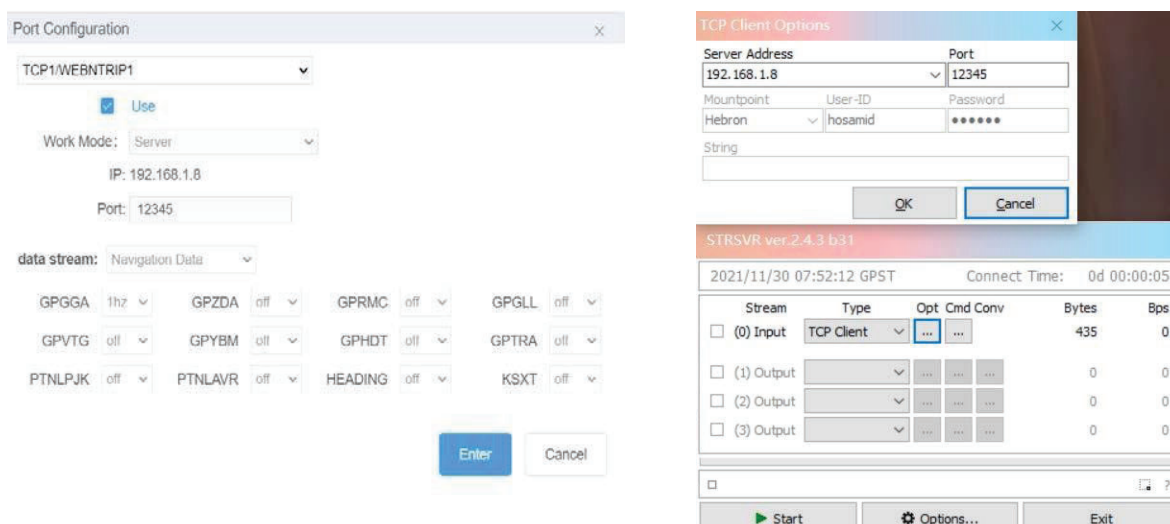 Port Configuration
TCP1/WEBNTRIP1
Use
Work Mode: Server
IP: 192.168.1.8
Port: 12345
data stream: Navigation Data
GPGGA 1hz GPZDA off GPRMC off GPGLL off
GPVTG off GPYBM off GPHDT off GPTRA off
PTNLPJK off PTNLAVR off HEADING off KSXT off
Enter Cancel
TCP Client Options
Server Address Port
192.168.1.8 12345
Mountpoint User-ID Password
Hebron hosamid ●●●●●●
String
OK Cancel
STRSVR ver.2.4.3 b31
2021/11/30 07:52:12 GPST Connect Time: 0d 00:00:05
Stream Type Opt Cmd Conv Bytes Bps
(0) Input TCP Client ... ... 435 0
(1) Output ... ... ... 0 0
(2) Output ... ... ... 0 0
(3) Output ... ... ... 0 0
?
Start Options... Exit